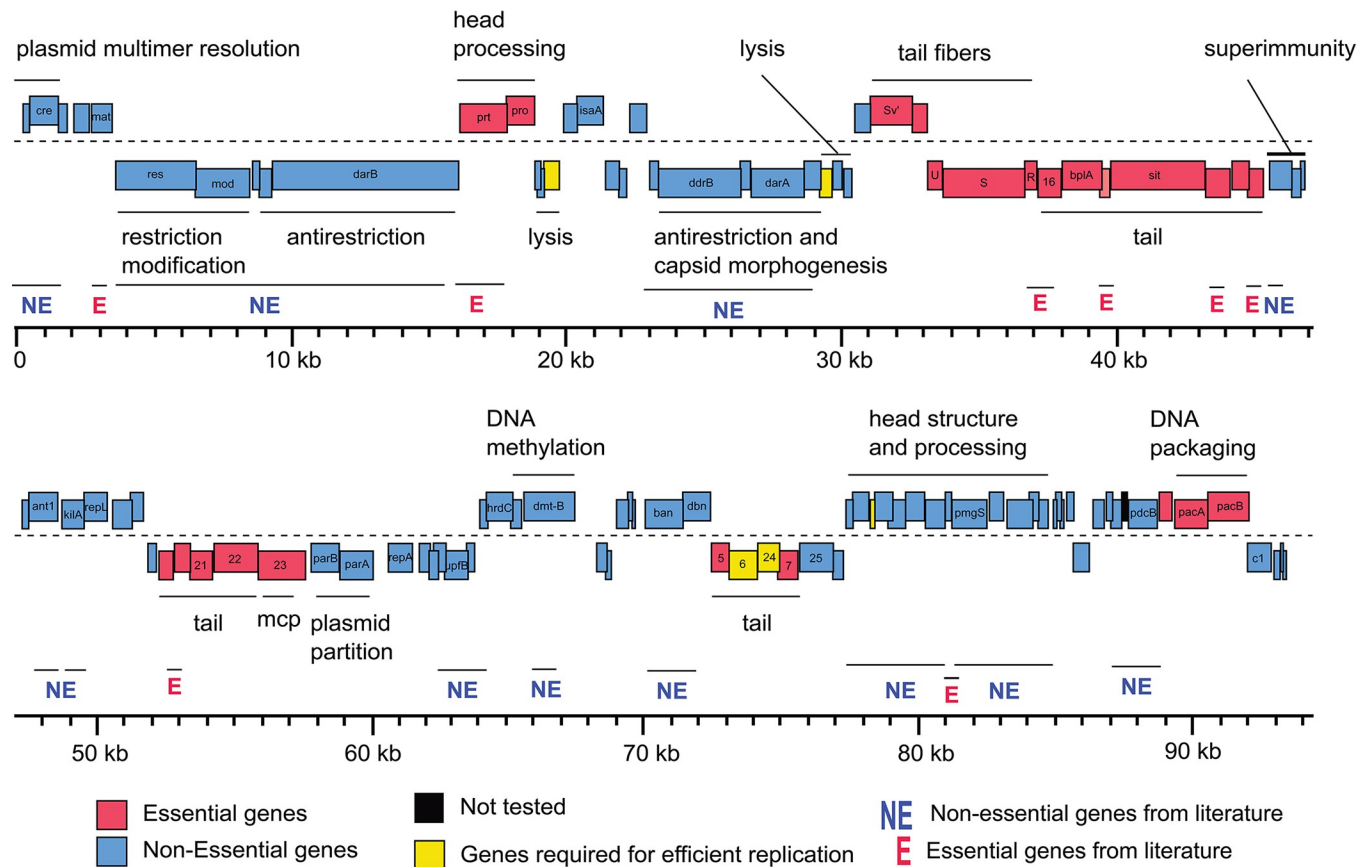 plasmid multimer resolution
head
processing
lysis
tail fibers
superimmunity
cre
mat
prt
pro
isaA
Sv'
res
mod
darB
ddrB
darA
U
S
R
16
bplA
sit
restriction
modification
antirestriction
lysis
antirestriction and
capsid morphogenesis
tail
NE
E
NE
E
NE
E
E
E
E
NE
0
10 kb
20 kb
30 kb
40 kb
DNA
methylation
head structure
and processing
DNA
packaging
ant1
kilA
repL
hrdC
dmt-B
ban
dbn
pmgS
pdcB
pacA
pacB
21
22
23
parB
parA
repA
upfB
5
6
24
7
25
c1
tail
mcp
plasmid
partition
tail
NE
E
NE
NE
NE
NE
E
NE
NE
50 kb
60 kb
70 kb
80 kb
90 kb
Essential genes
Not tested
NE Non-essential genes from literature
Non-Essential genes
Genes required for efficient replication
E Essential genes from literature